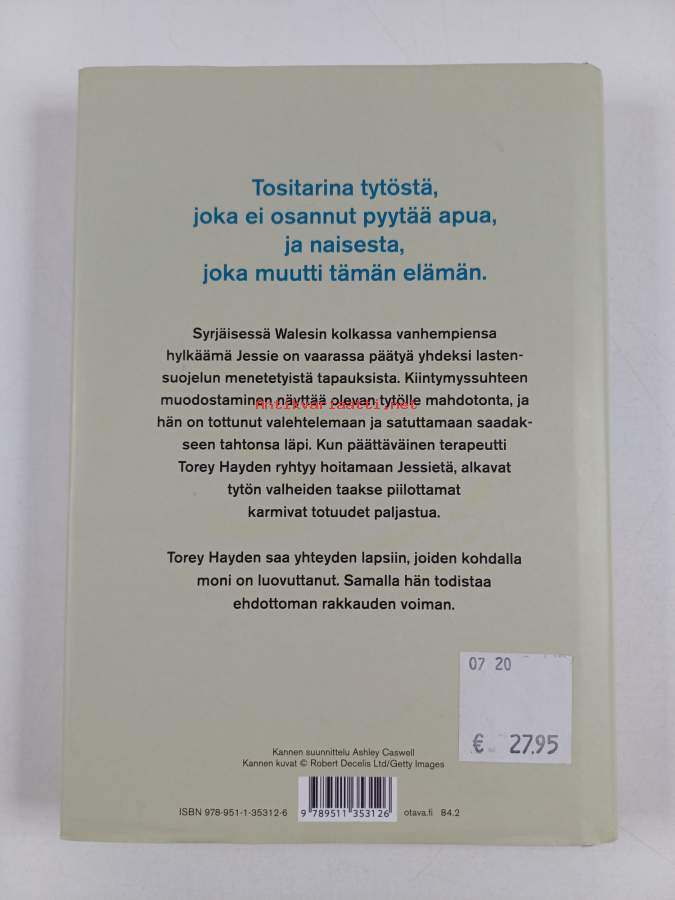 Tositarina tytöstä,
joka ei osannut pyytää apua,
ja naisesta,
joka muutti tämän elämän.
Syrjäisessä Walesin kolkassa vanhempiensa
hylkäämä Jessie on vaarassa päätyä yhdeksi lasten-
suojelun menetetyistä tapauksista. Kiintymyssuhteen
muodostaminen näyttää olevan tytölle mahdotonta, ja
Antikvariaatti.net
hän on tottunut valehtelemaan ja satuttamaan saadak-
seen tahtonsa läpi. Kun päättäväinen terapeutti
Torey Hayden ryhtyy hoitamaan Jessietä, alkavat
tytön valheiden taakse piilottamat
karmivat totuudet paljastua.
Torey Hayden saa yhteyden lapsiin, joiden kohdalla
moni on luovuttanut. Samalla hän todistaa
ehdottoman rakkauden voiman.
07 20
€ 27,95
Kannen suunnittelu Ashley Caswell
Kannen kuvat © Robert Decelis Ltd/Getty Images
ISBN 978-951-1-35312-6
9 789511 353126
otava.fi 84.2